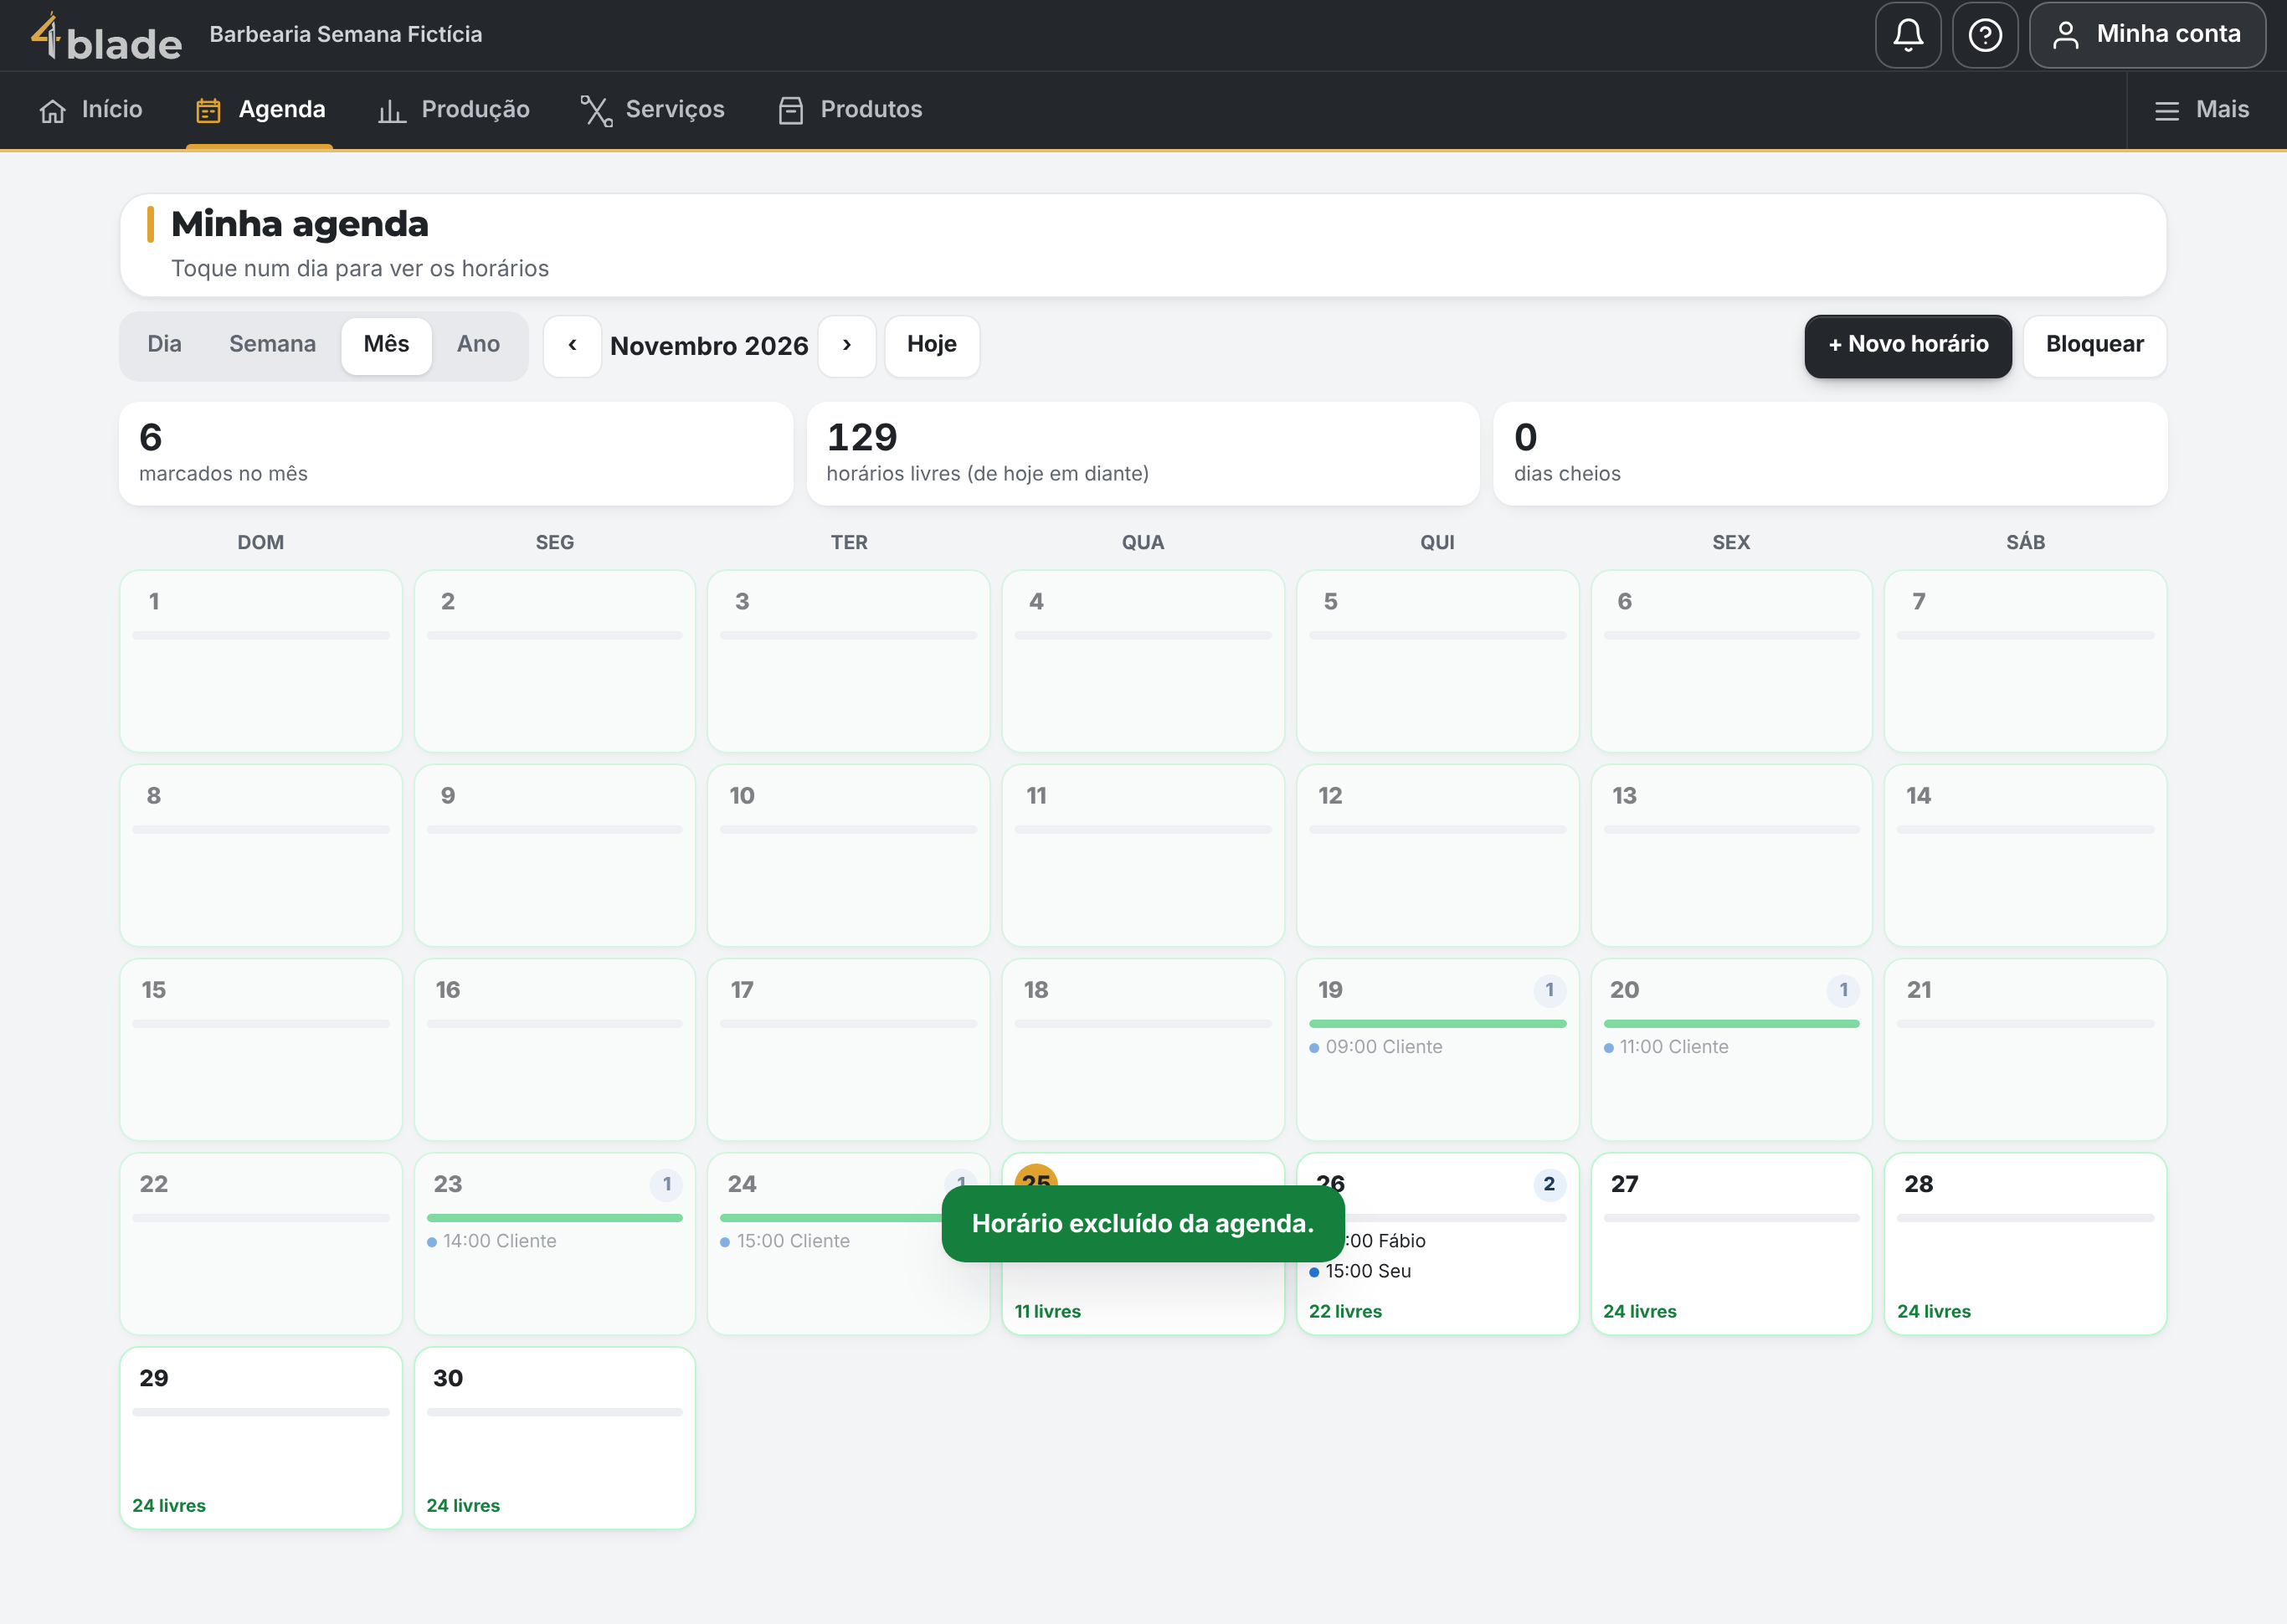 4blade Barbearia Semana Fictícia Minha conta
Início Agenda Produção Serviços Produtos Mais
Minha agenda
Toque num dia para ver os horários
Dia Semana Mês Ano ‹ Novembro 2026 › Hoje + Novo horário Bloquear
6 129 0
marcados no mês horários livres (de hoje em diante) dias cheios
DOM SEG TER QUA QUI SEX SÁB
1 2 3 4 5 6 7
8 9 10 11 12 13 14
15 16 17 18 19 1 20 1 21
09:00 Cliente 11:00 Cliente
22 23 1 24 1 25 26 2 27 28
Horário excluído da agenda.
14:00 Cliente 15:00 Cliente :00 Fábio
15:00 Seu
11 livres 22 livres 24 livres 24 livres
29 30
24 livres 24 livres